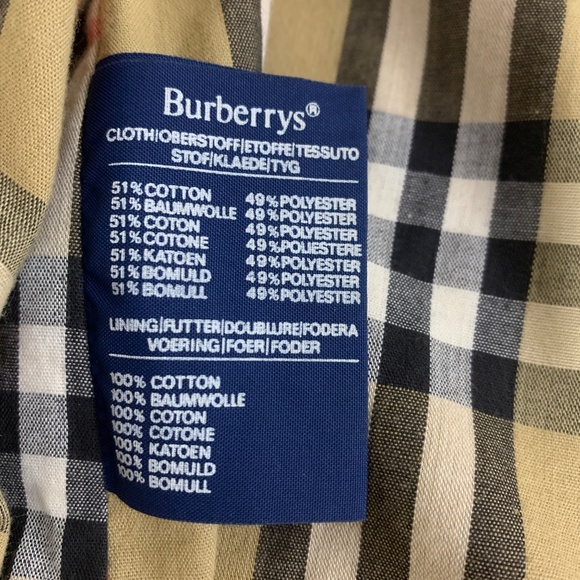 Burberrys®
CLOTH/OBERSTOFF/ETOFFE/TESSUTO
STOF/KLAEDE/TYG
51% COTTON 49% POLYESTER
51% BAUMWOLLE 49% POLYESTER
51% COTON 49% POLYESTER
51% COTONE 49% POLIESTERE
51% KATOEN 49% POLYESTER
51% BOMULD 49% POLYESTER
51% BOMULL 49% POLYESTER
LINING/FUTTER/DOUBLURE/FODERA
VOERING/FOER/FODER
100% COTTON
100% BAUMWOLLE
100% COTON
100% COTONE
100% KATOEN
100% BOMULD
100% BOMULL